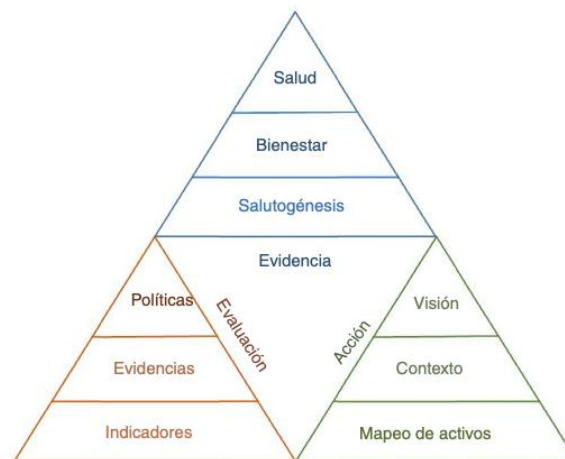 Salud
Bienestar
Salutogénesis
Evidencia
Políticas
Evaluación
Acción
Visión
Evidencias
Contexto
Indicadores
Mapeo de activos